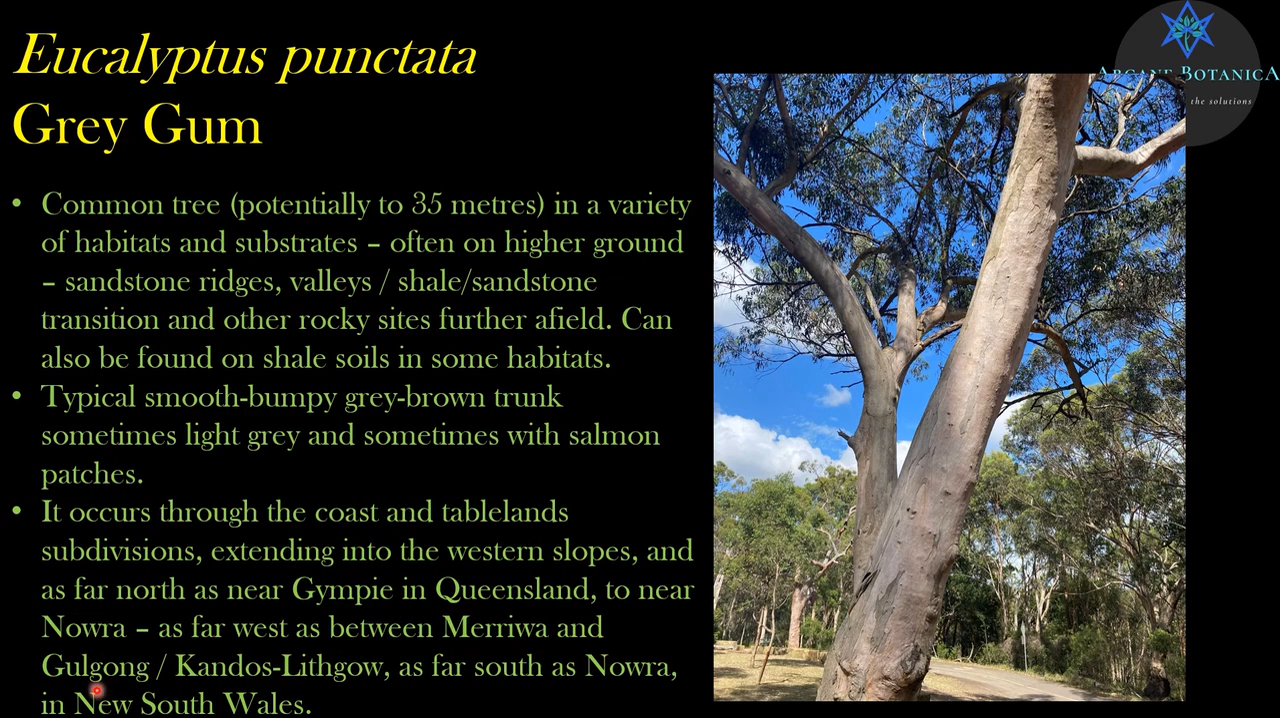 Eucalyptus punctata
Grey Gum
ARCANE BOTANICA
the solutions
• Common tree (potentially to 35 metres) in a variety
of habitats and substrates – often on higher ground
– sandstone ridges, valleys / shale/sandstone
transition and other rocky sites further afield. Can
also be found on shale soils in some habitats.
• Typical smooth-bumpy grey-brown trunk
sometimes light grey and sometimes with salmon
patches.
• It occurs through the coast and tablelands
subdivisions, extending into the western slopes, and
as far north as near Gympie in Queensland, to near
Nowra – as far west as between Merriwa and
Gulgong / Kandos-Lithgow, as far south as Nowra,
in New South Wales.